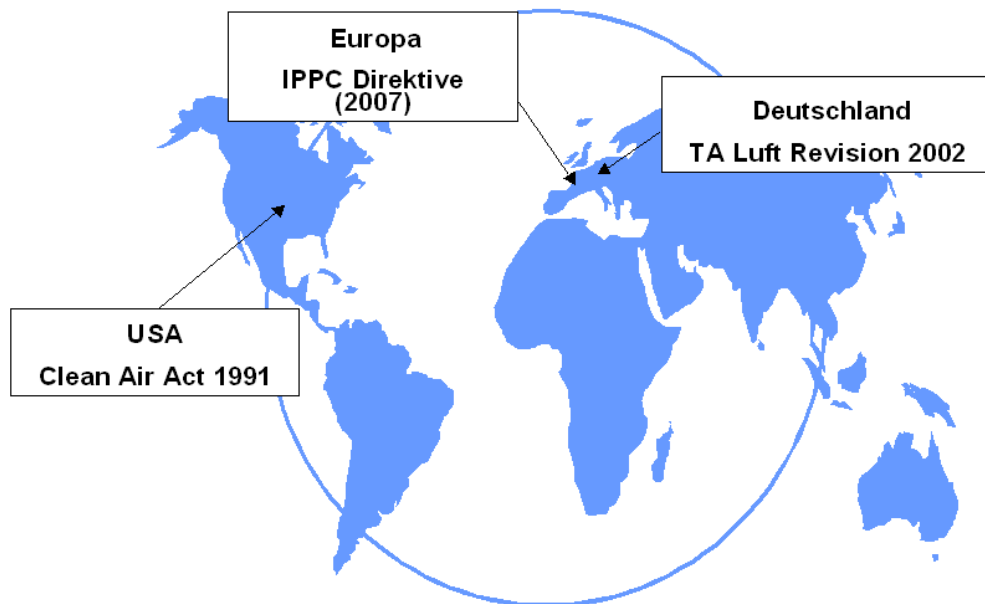 Europa
IPPC Direktive
(2007)
Deutschland
TA Luft Revision 2002
USA
Clean Air Act 1991